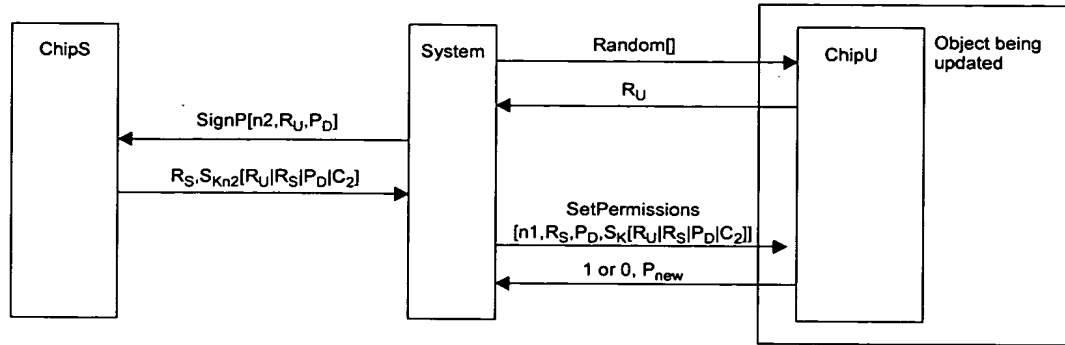 ChipS
System
Random[]
ChipU
Object being
updated
R_U
SignP[n2,R_U,P_D]
R_S,S_Kn2[R_U|R_S|P_D|C_2]
SetPermissions
[n1,R_S,P_D,S_K[R_U|R_S|P_D|C_2]]
1 or 0, P_new